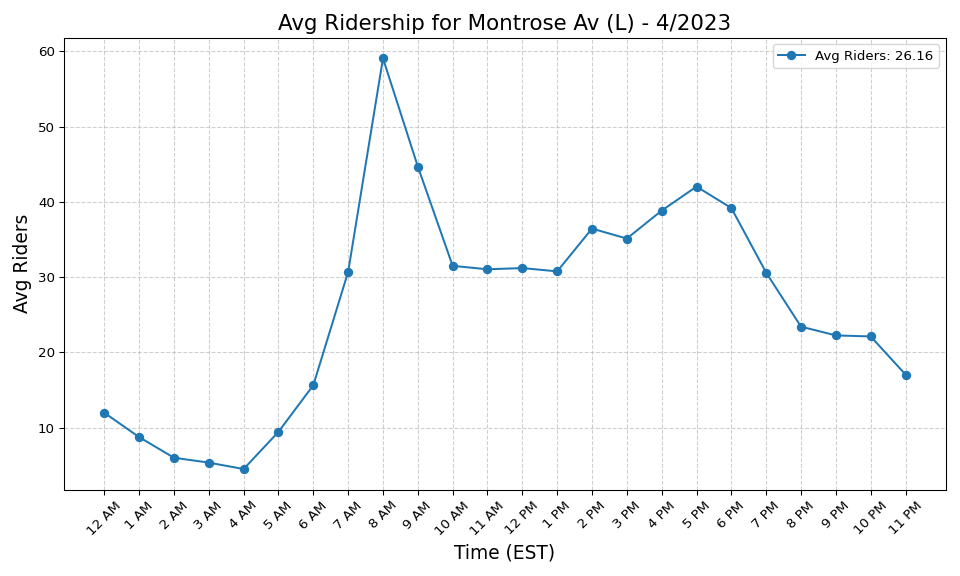 Avg Ridership for Montrose Av (L) - 4/2023
Avg Riders: 26.16
Avg Riders
60
50
40
30
20
10
12 AM
1 AM
2 AM
3 AM
4 AM
5 AM
6 AM
7 AM
8 AM
9 AM
10 AM
11 AM
12 PM
1 PM
2 PM
3 PM
4 PM
5 PM
6 PM
7 PM
8 PM
9 PM
10 PM
11 PM
Time (EST)